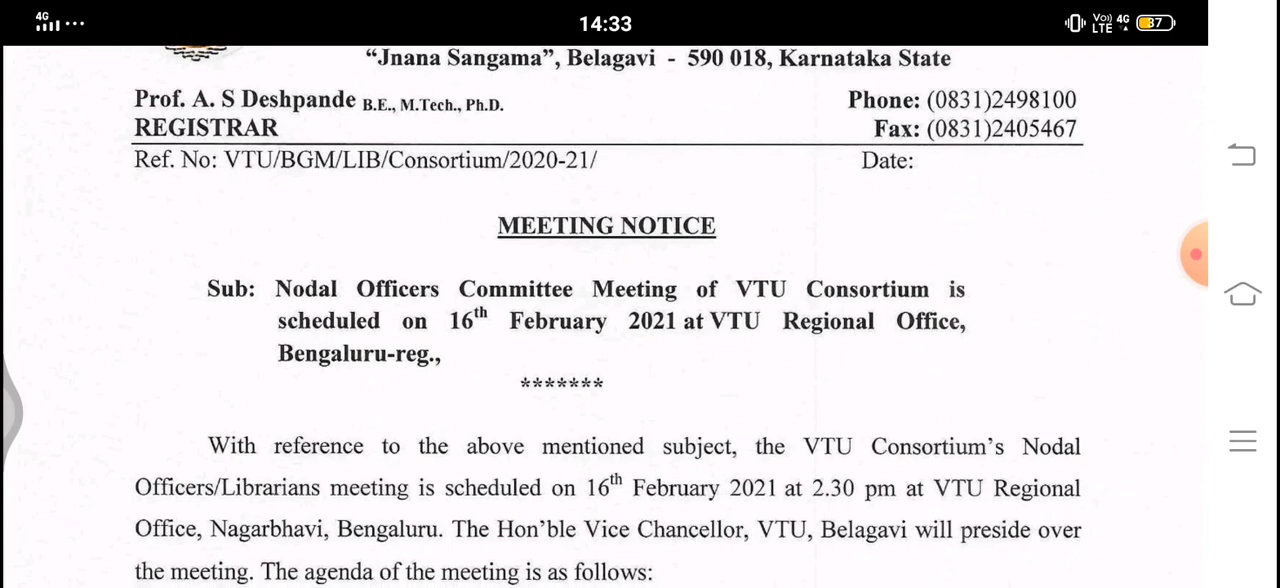 4G 14:33 Vo) LTE 4G 37
“Jnana Sangama”, Belagavi - 590 018, Karnataka State
Prof. A. S Deshpande B.E., M.Tech., Ph.D. Phone: (0831)2498100
REGISTRAR Fax: (0831)2405467
Ref. No: VTU/BGM/LIB/Consortium/2020-21/ Date:
MEETING NOTICE
Sub: Nodal Officers Committee Meeting of VTU Consortium is
scheduled on 16th February 2021 at VTU Regional Office,
Bengaluru-reg.,
*******
With reference to the above mentioned subject, the VTU Consortium’s Nodal
Officers/Librarians meeting is scheduled on 16th February 2021 at 2.30 pm at VTU Regional
Office, Nagarbhavi, Bengaluru. The Hon’ble Vice Chancellor, VTU, Belagavi will preside over
the meeting. The agenda of the meeting is as follows: